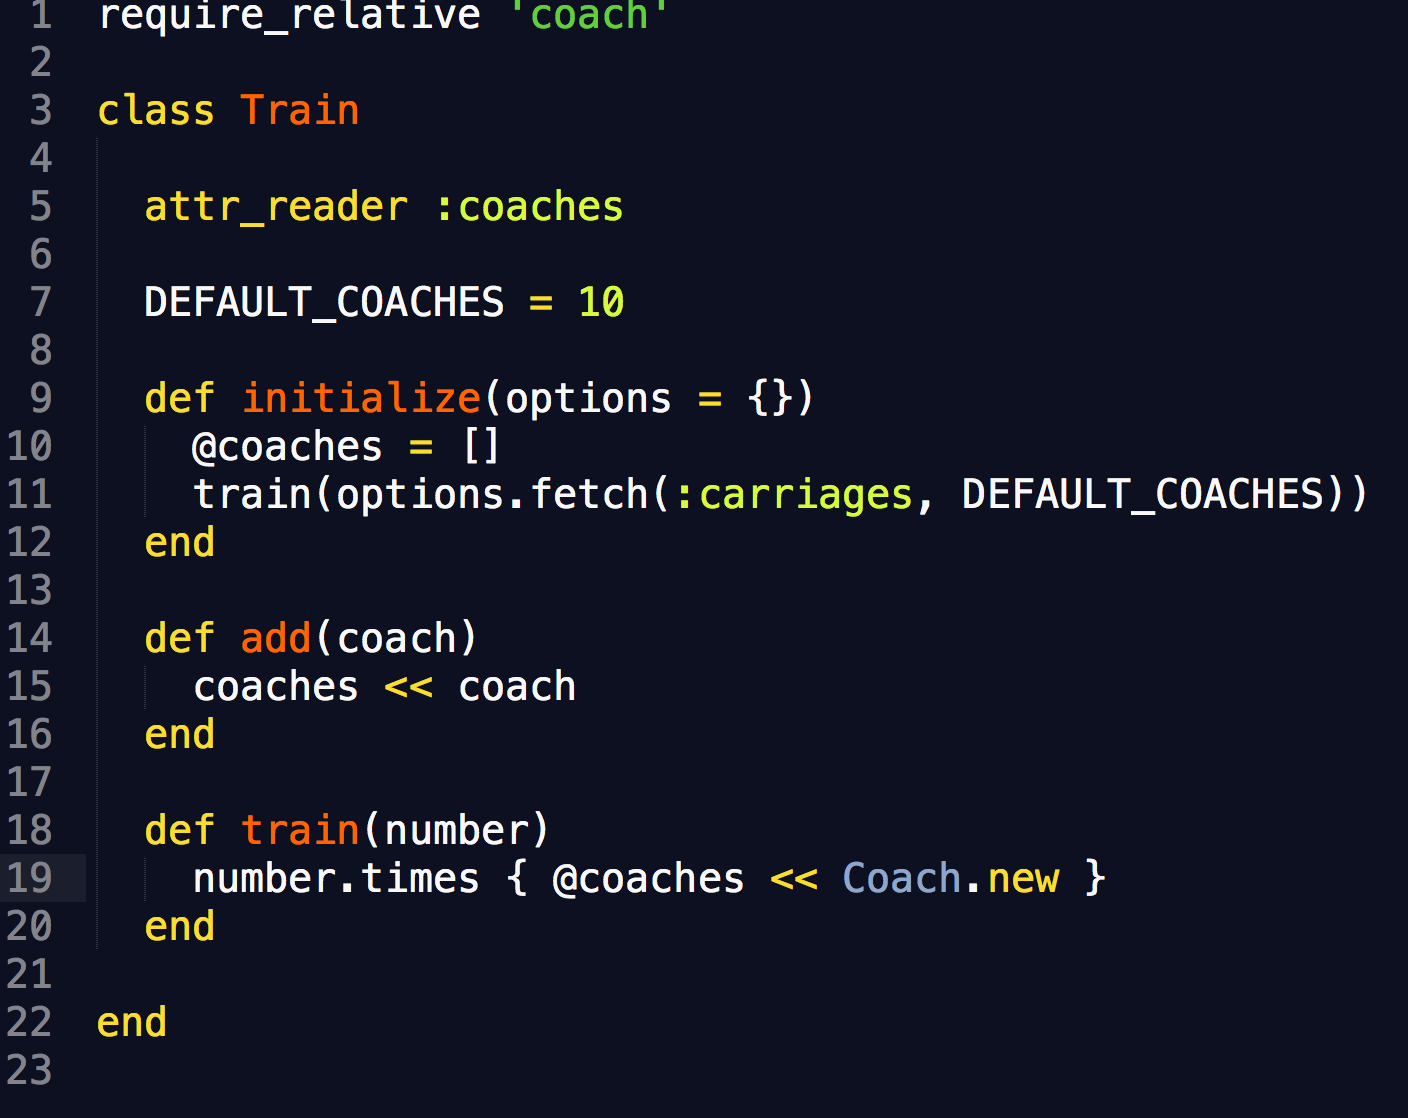 1 require_relative 'coach'
2
3 class Train
4
5   attr_reader :coaches
6
7   DEFAULT_COACHES = 10
8
9   def initialize(options = {})
10     @coaches = []
11     train(options.fetch(:carriages, DEFAULT_COACHES))
12   end
13
14   def add(coach)
15     coaches << coach
16   end
17
18   def train(number)
19     number.times { @coaches << Coach.new }
20   end
21
22 end
23